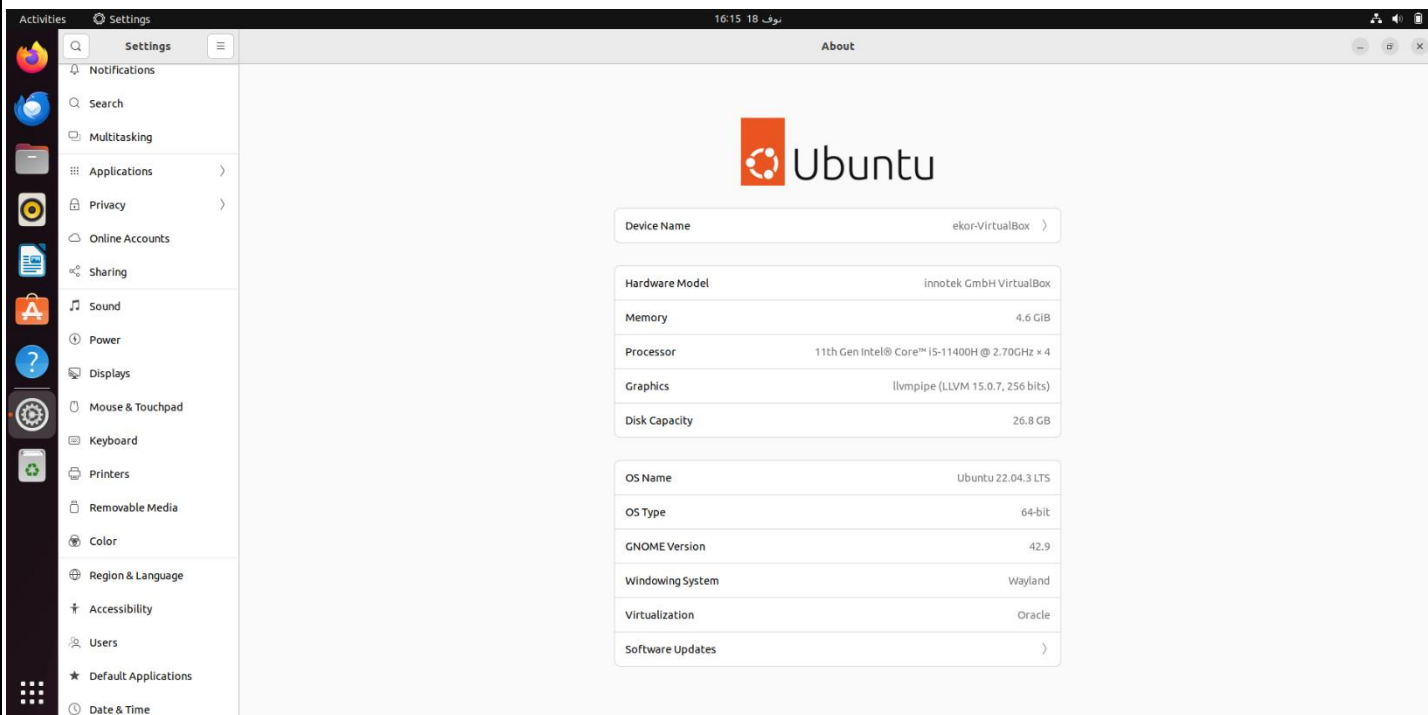 Activities Settings نوف 18 16:15
Settings About
Notifications
Search
Multitasking
Applications
Privacy
Online Accounts
Sharing
Sound
Power
Displays
Mouse & Touchpad
Keyboard
Printers
Removable Media
Color
Region & Language
Accessibility
Users
Default Applications
Date & Time
Ubuntu
Device Name ekor-VirtualBox
Hardware Model innotek GmbH VirtualBox
Memory 4.6 GiB
Processor 11th Gen Intel® Core™ i5-11400H @ 2.70GHz × 4
Graphics llvmpipe (LLVM 15.0.7, 256 bits)
Disk Capacity 26.8 GB
OS Name Ubuntu 22.04.3 LTS
OS Type 64-bit
GNOME Version 42.9
Windowing System Wayland
Virtualization Oracle
Software Updates